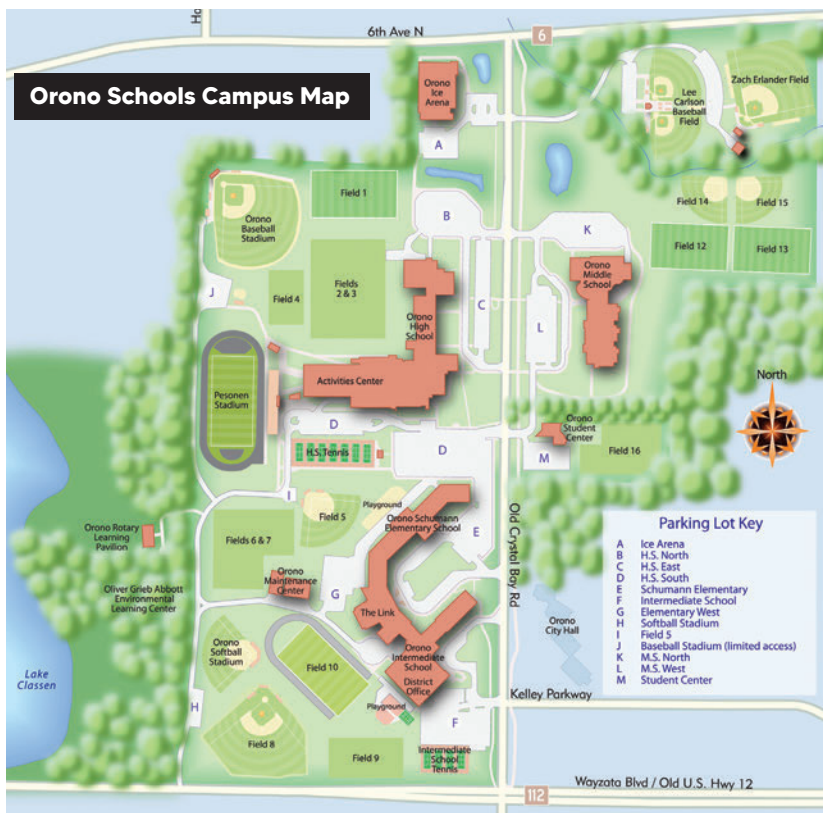 Ho
6th Ave N
6
Orono Schools Campus Map
Orono
Ice
Arena
A
Lee
Carlson
Baseball
Field
Zach Erlander Field
Field 1
Orono
Baseball
Stadium
B
K
Field 14
Field 15
Field 12
Field 13
J
Field 4
Fields
2 & 3
Orono
High
School
C
L
Orono
Middle
School
Pesonen
Stadium
Activities Center
North
D
H.S. Tennis
D
Orono
Student
Center
M
Field 16
I
Field 5
Playground
Orono Schumann
Elementary School
E
Old Crystal Bay Rd
Orono Rotary
Learning
Pavilion
Fields 6 & 7
Orono
Maintenance
Center
G
Oliver Grieb Abbott
Environmental
Learning Center
The Link
Orono
City Hall
Parking Lot Key
A Ice Arena
B H.S. North
C H.S. East
D H.S. South
E Schumann Elementary
F Intermediate School
G Elementary West
H Softball Stadium
I Field 5
J Baseball Stadium (limited access)
K M.S. North
L M.S. West
M Student Center
Orono
Softball
Stadium
Field 10
Orono
Intermediate
School
District
Office
Lake
Classen
H
Playground
Kelley Parkway
F
Field 8
Field 9
Intermediate
School
Tennis
Wayzata Blvd / Old U.S. Hwy 12
112